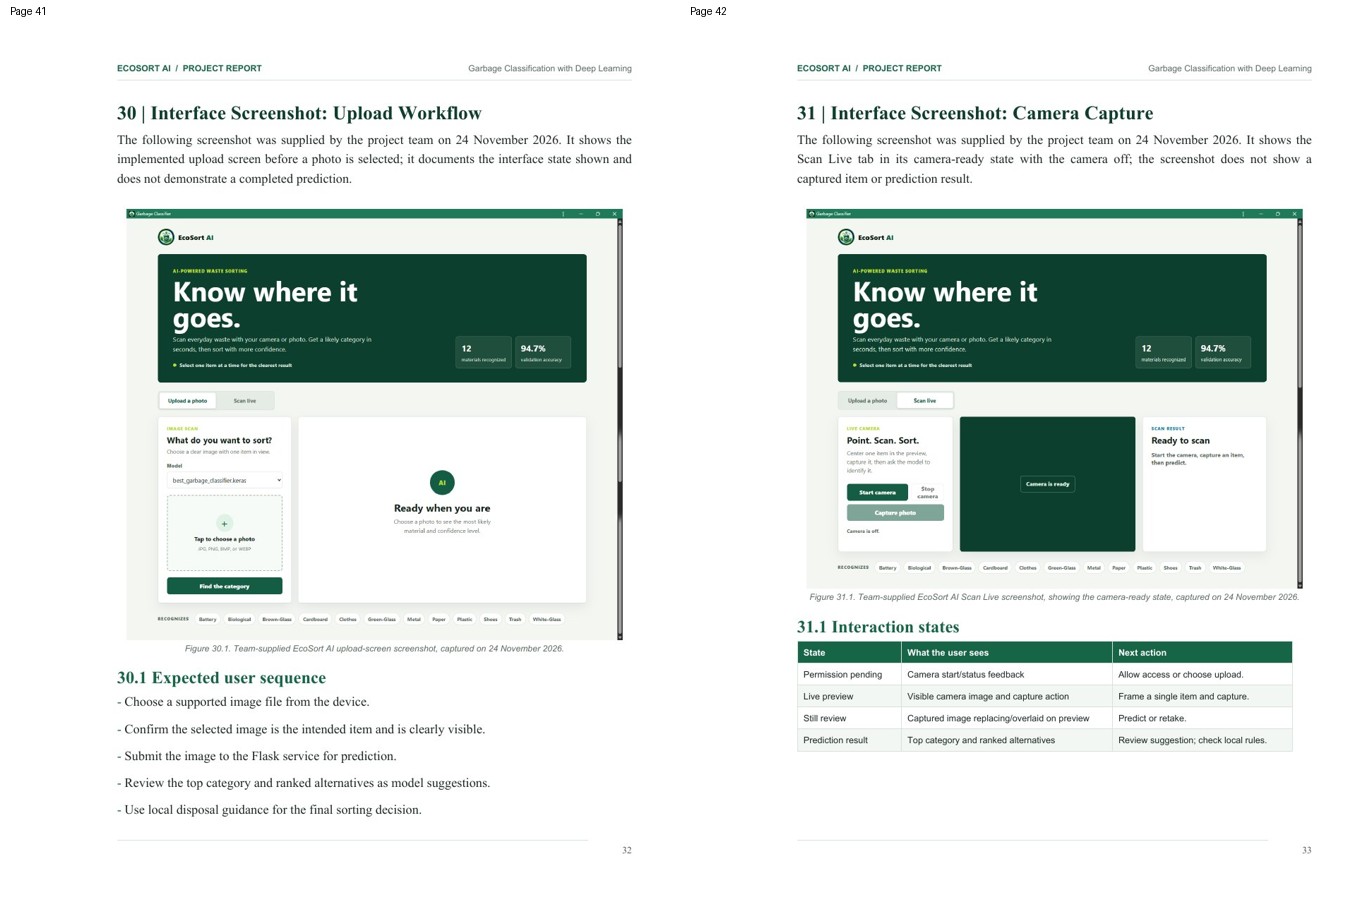 Page 41
ECOSORT AI / PROJECT REPORT
Garbage Classification with Deep Learning
30 | Interface Screenshot: Upload Workflow
The following screenshot was supplied by the project team on 24 November 2026. It shows the
implemented upload screen before a photo is selected; it documents the interface state shown and
does not demonstrate a completed prediction.
Garbage Classifier
EcoSort AI
AI-POWERED WASTE SORTING
Know where it
goes.
Scan everyday waste with your camera or photo. Get a likely category in
seconds, then sort with more confidence.
Select one item at a time for the clearest result
12
materials recognized
94.7%
validation accuracy
Upload a photo
Scan live
IMAGE SCAN
What do you want to sort?
Choose a clear image with one item in view.
Model
best_garbage_classifier.keras
+
Tap to choose a photo
JPG, PNG, BMP, or WEBP
Find the category
AI
Ready when you are
Choose a photo to see the most likely
material and confidence level.
RECOGNIZES Battery Biological Brown-Glass Cardboard Clothes Green-Glass Metal Paper Plastic Shoes Trash White-Glass
Figure 30.1. Team-supplied EcoSort AI upload-screen screenshot, captured on 24 November 2026.
30.1 Expected user sequence
- Choose a supported image file from the device.
- Confirm the selected image is the intended item and is clearly visible.
- Submit the image to the Flask service for prediction.
- Review the top category and ranked alternatives as model suggestions.
- Use local disposal guidance for the final sorting decision.
32
Page 42
ECOSORT AI / PROJECT REPORT
Garbage Classification with Deep Learning
31 | Interface Screenshot: Camera Capture
The following screenshot was supplied by the project team on 24 November 2026. It shows the
Scan Live tab in its camera-ready state with the camera off; the screenshot does not show a
captured item or prediction result.
Garbage Classifier
EcoSort AI
AI-POWERED WASTE SORTING
Know where it
goes.
Scan everyday waste with your camera or photo. Get a likely category in
seconds, then sort with more confidence.
Select one item at a time for the clearest result
12
materials recognized
94.7%
validation accuracy
Upload a photo
Scan live
LIVE CAMERA
Point. Scan. Sort.
Center one item in the preview,
capture it, then ask the model to
identify it.
Start camera
Stop
camera
Capture photo
Camera is off.
Camera is ready
SCAN RESULT
Ready to scan
Start the camera, capture an item,
then predict.
RECOGNIZES Battery Biological Brown-Glass Cardboard Clothes Green-Glass Metal Paper Plastic Shoes Trash White-Glass
Figure 31.1. Team-supplied EcoSort AI Scan Live screenshot, showing the camera-ready state, captured on 24 November 2026.
31.1 Interaction states
State What the user sees Next action
Permission pending Camera start/status feedback Allow access or choose upload.
Live preview Visible camera image and capture action Frame a single item and capture.
Still review Captured image replacing/overlaid on preview Predict or retake.
Prediction result Top category and ranked alternatives Review suggestion; check local rules.
33